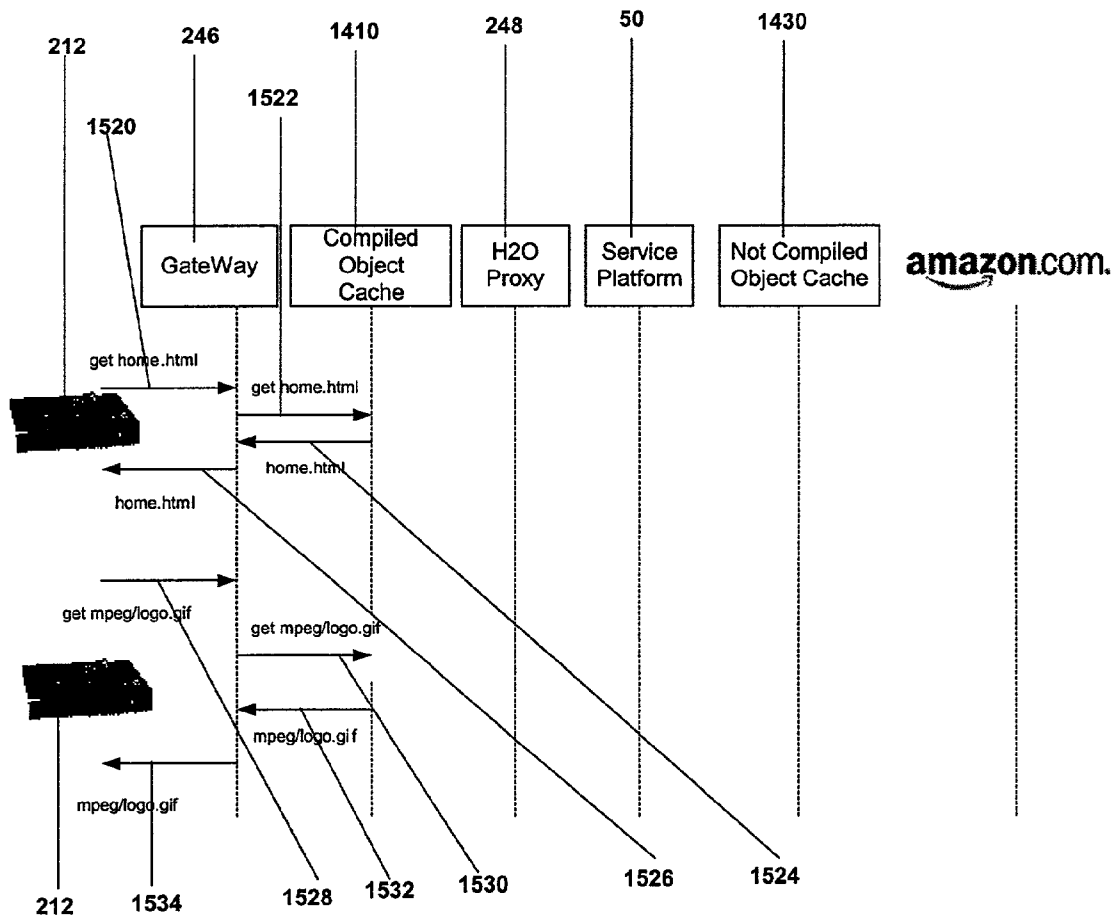 212
246
1410
248
50
1430
1520
1522
GateWay
Compiled
Object
Cache
H2O
Proxy
Service
Platform
Not Compiled
Object Cache
amazon.com.
get home.html
get home.html
home.html
home.html
get mpeg/logo.gif
get mpeg/logo.gif
mpeg/logo.gif
mpeg/logo.gif
212
1534
1528
1532
1530
1526
1524